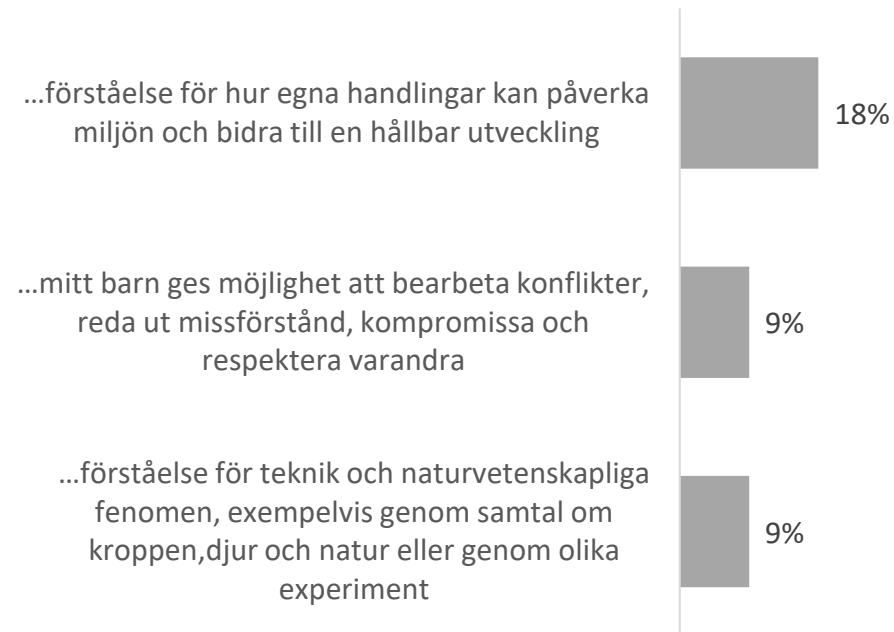 ...förståelse för hur egna handlingar kan påverka
miljön och bidra till en hållbar utveckling
18%
...mitt barn ges möjlighet att bearbeta konflikter,
reda ut missförstånd, kompromissa och
respektera varandra
9%
...förståelse för teknik och naturvetenskapliga
fenomen, exempelvis genom samtal om
kroppen,djur och natur eller genom olika
experiment
9%